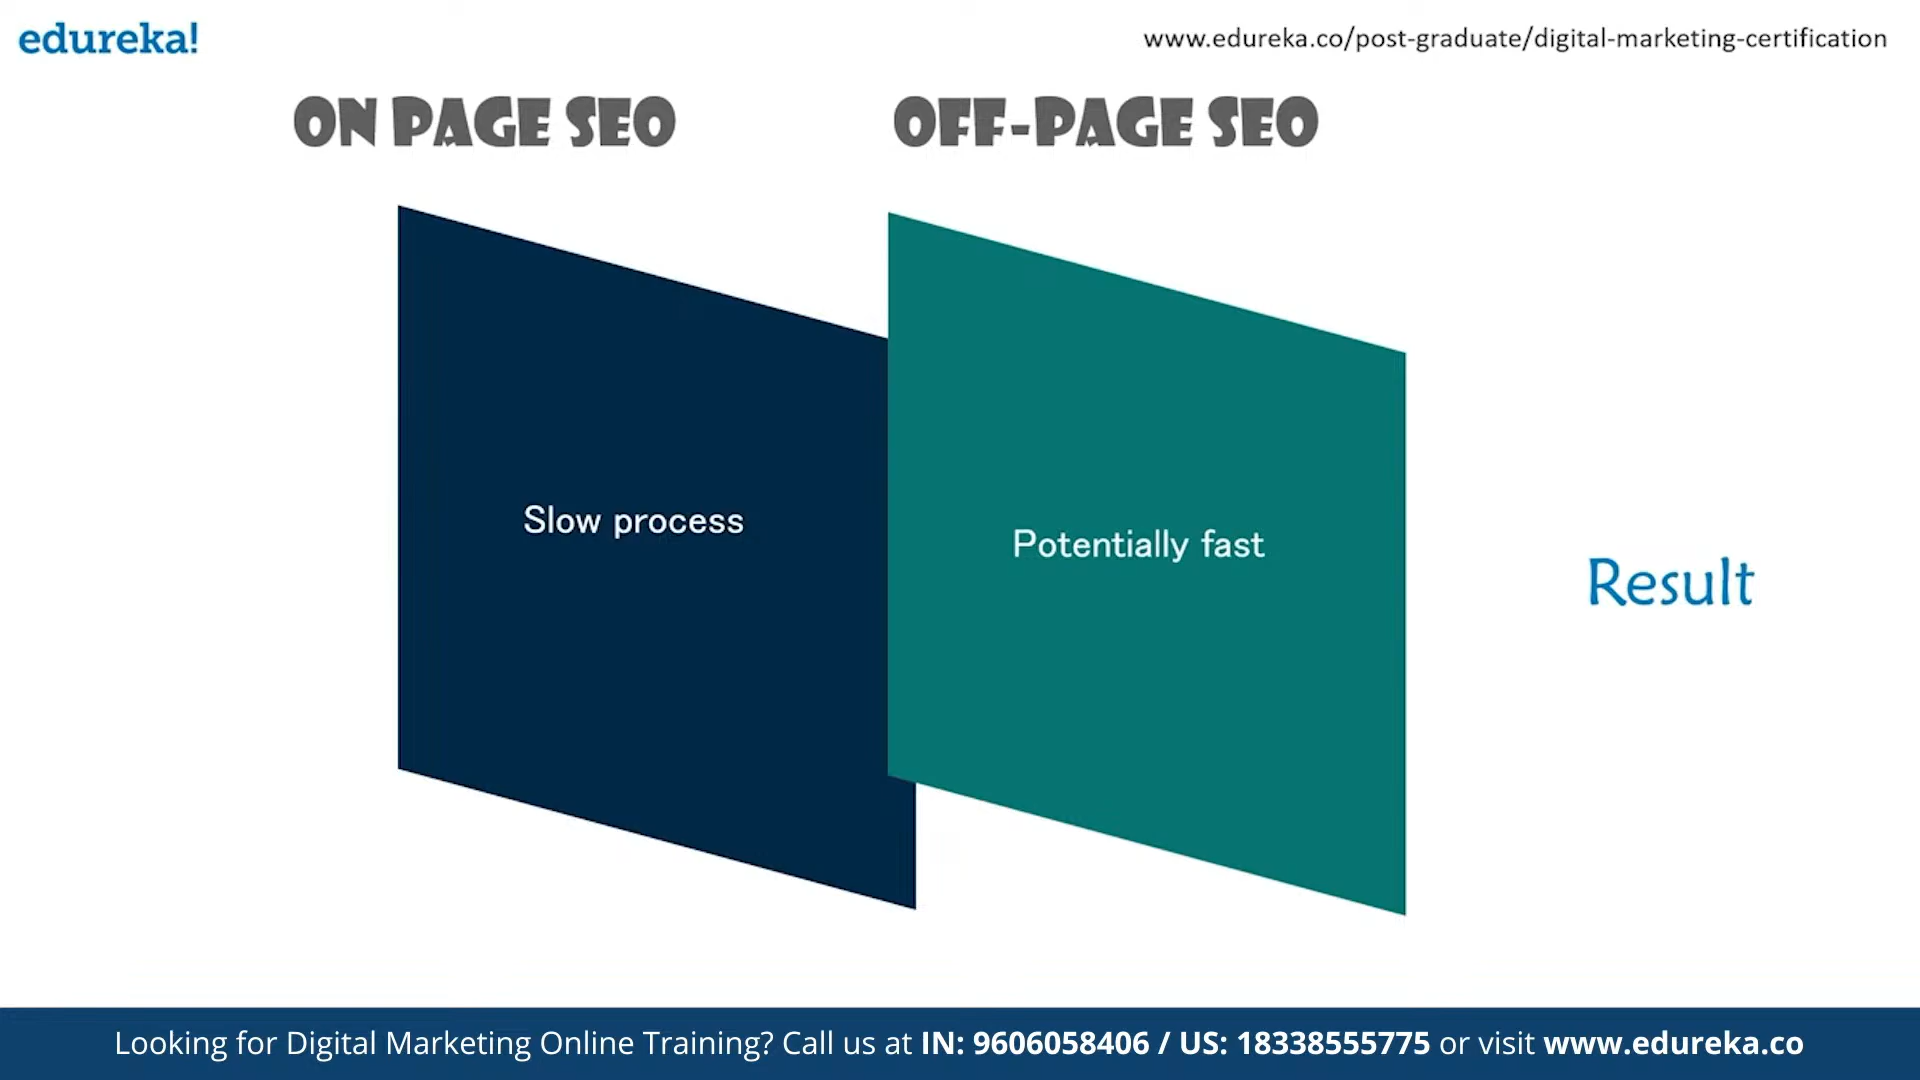 edureka!
www.edureka.co/post-graduate/digital-marketing-certification
ON PAGE SEO
OFF-PAGE SEO
Slow process
Potentially fast
Result
Looking for Digital Marketing Online Training? Call us at IN: 9606058406 / US: 18338555775 or visit www.edureka.co